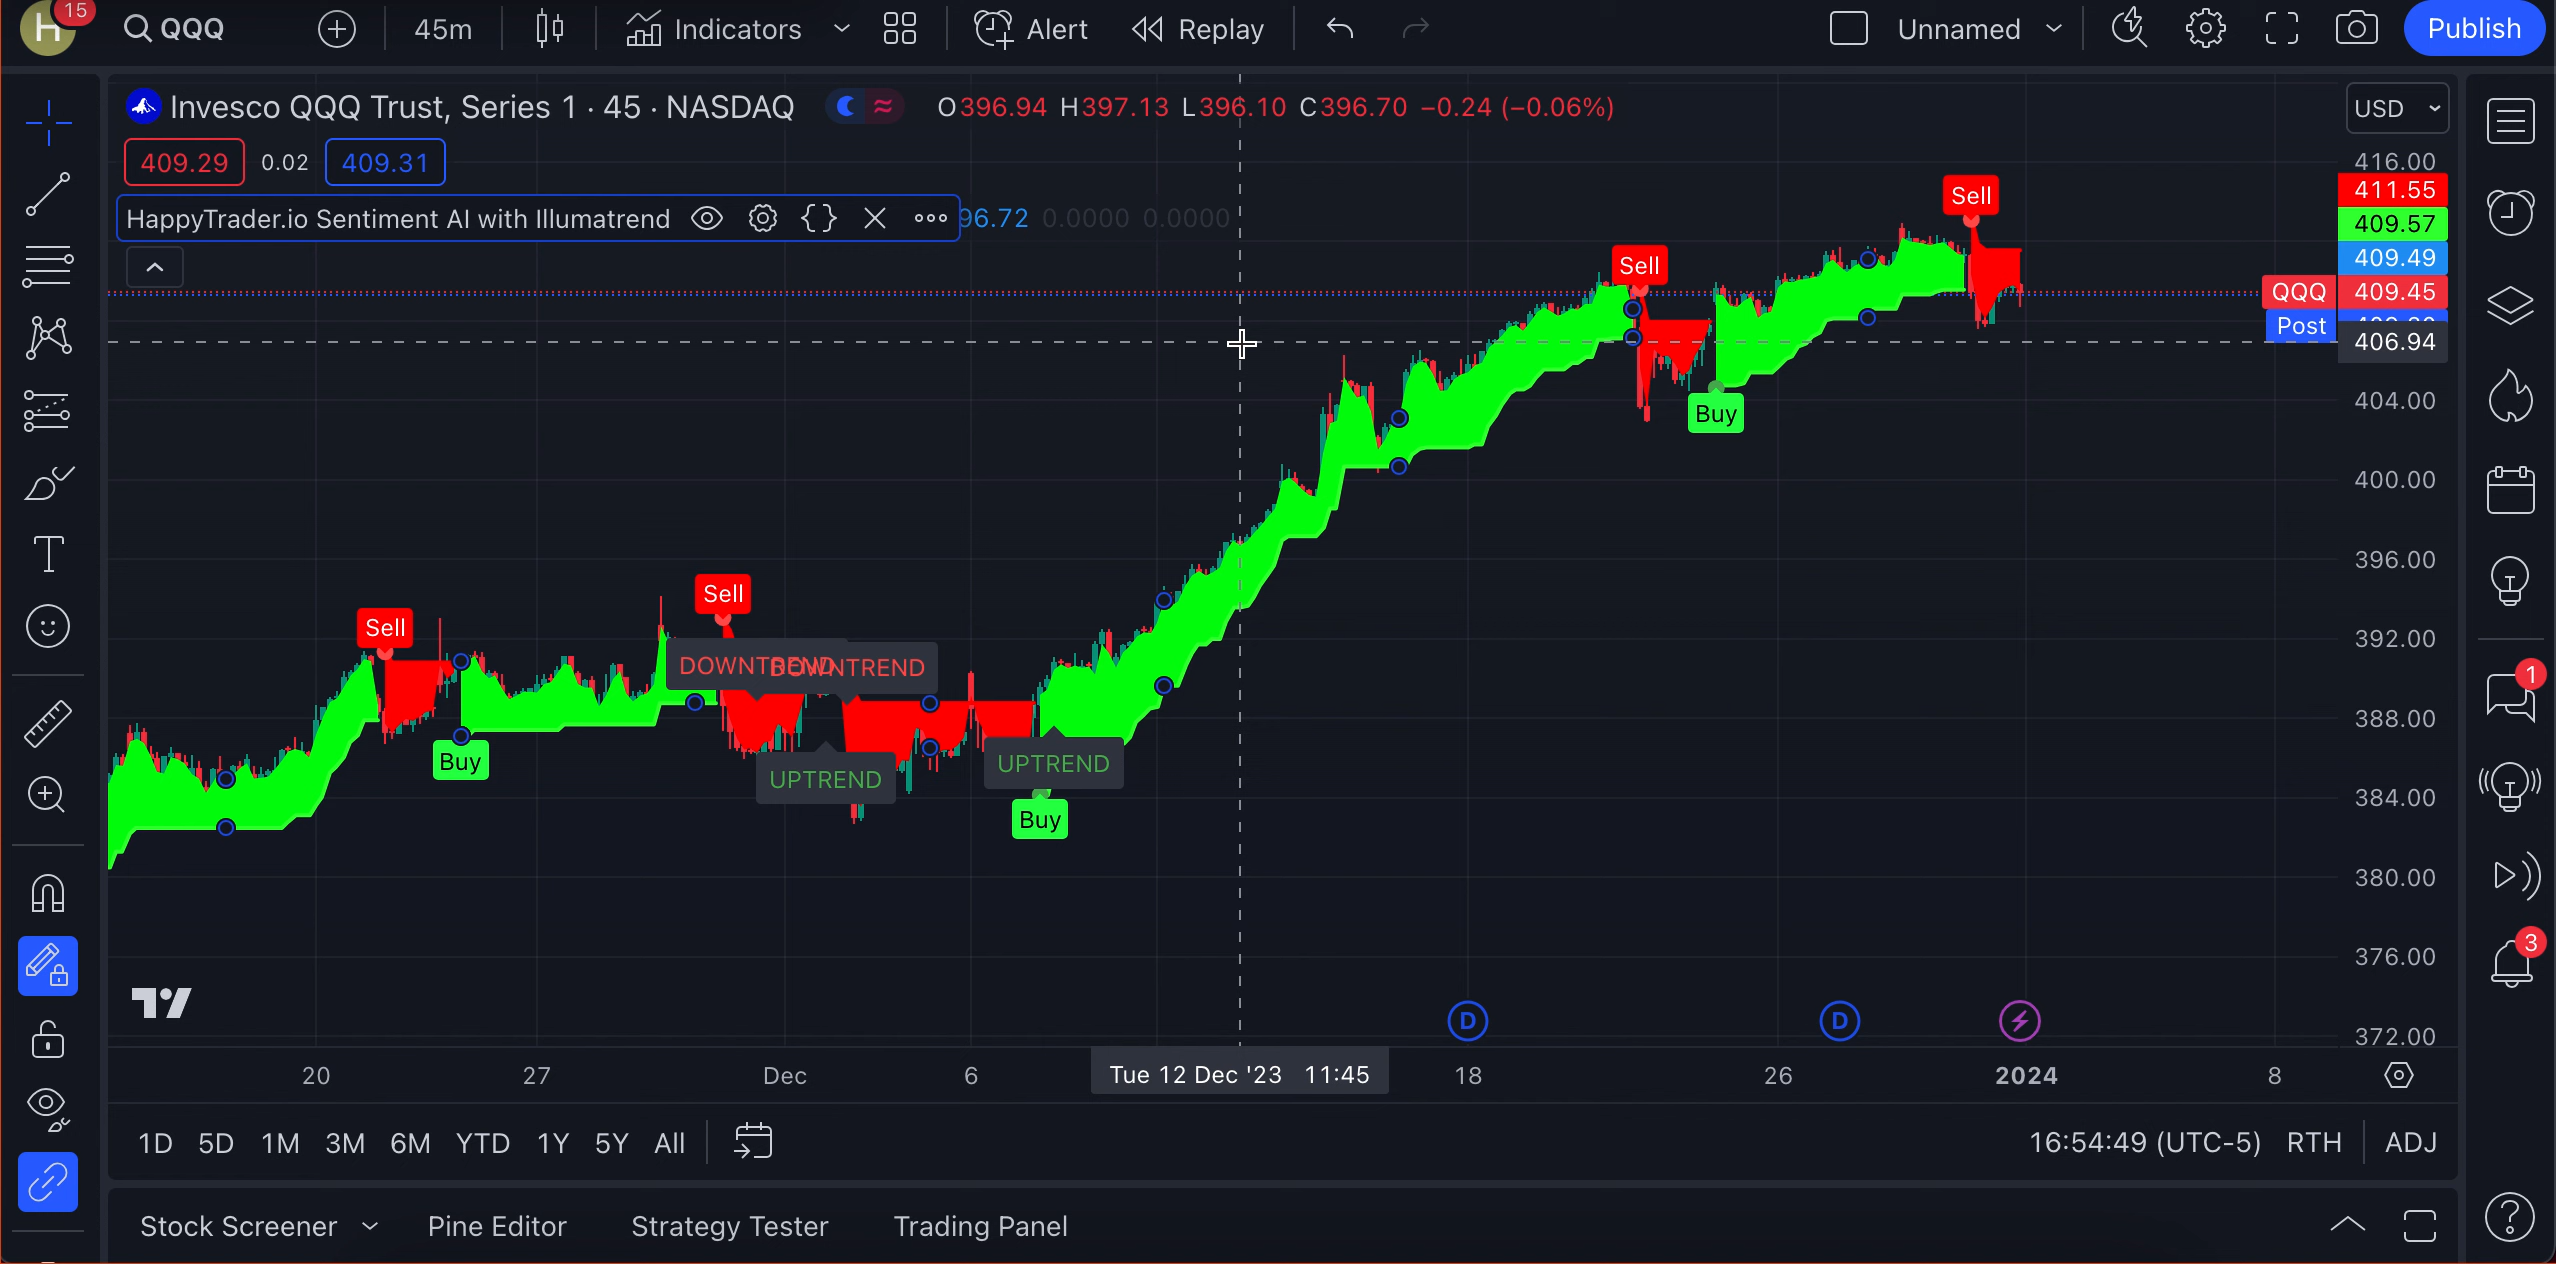 H 15 QQQ 45m Indicators Alert Replay Unnamed Publish
Invesco QQQ Trust, Series 1 · 45 · NASDAQ O396.94 H397.13 L396.10 C396.70 −0.24 (−0.06%)
USD
409.29 0.02 409.31
HappyTrader.io Sentiment AI with Illumatrend {} 96.72 0.0000 0.0000
416.00
411.55
409.57
409.49
QQQ 409.45
Post
406.94
404.00
400.00
396.00
392.00
388.00
384.00
380.00
376.00
372.00
Sell
Sell
Buy
Sell
Sell
DOWNTREND
DOWNTREND
Buy
UPTREND
UPTREND
Buy
D D
20 27 Dec 6 Tue 12 Dec '23 11:45 18 26 2024 8
1D 5D 1M 3M 6M YTD 1Y 5Y All 16:54:49 (UTC-5) RTH ADJ
Stock Screener Pine Editor Strategy Tester Trading Panel
1
3